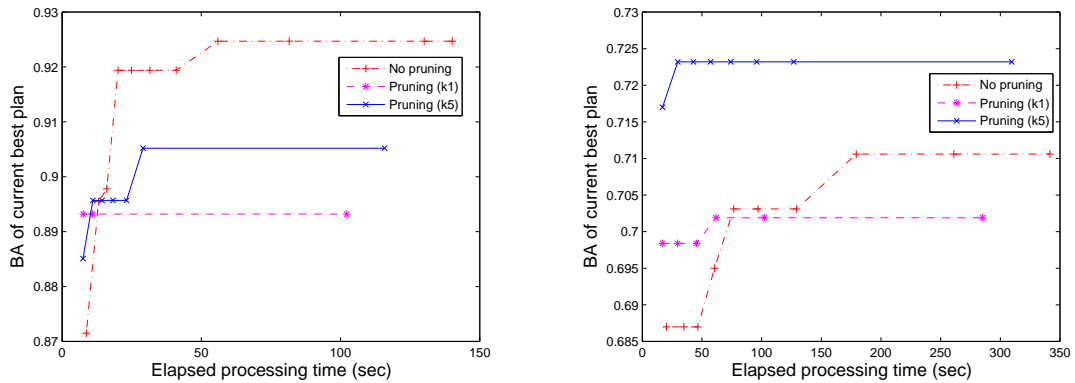 0.93
0.92
0.91
0.9
0.89
0.88
0.87
BA of current best plan
0
50
100
150
Elapsed processing time (sec)
No pruning
Pruning (k1)
Pruning (k5)
0.73
0.725
0.72
0.715
0.71
0.705
0.7
0.695
0.69
0.685
BA of current best plan
0
50
100
150
200
250
300
350
Elapsed processing time (sec)
No pruning
Pruning (k1)
Pruning (k5)